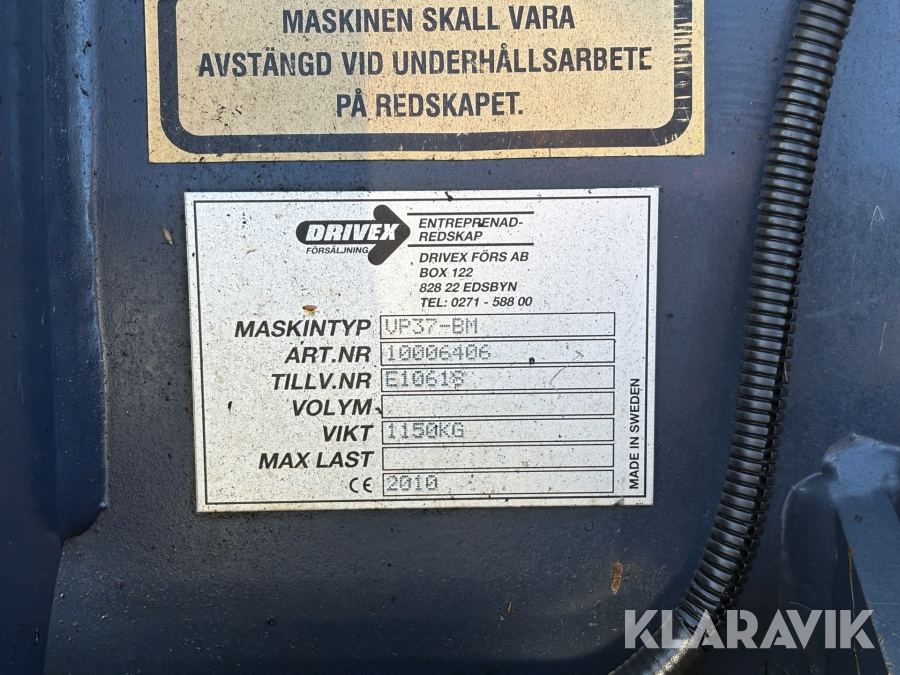 MASKINEN SKALL VARA
AVSTÄNGD VID UNDERHÅLLSARBETE
PÅ REDSKAPET.
DRIVEX
FÖRSÄLJNING
ENTREPRENAD-
REDSKAP
DRIVEX FÖRS AB
BOX 122
828 22 EDSBYN
TEL: 0271 - 588 00
MASKINTYP VP37-BM
ART.NR 10006406
TILLV.NR E10618
VOLYM
VIKT 1150KG
MAX LAST
CE 2010
MADE IN SWEDEN
KLARAVIK